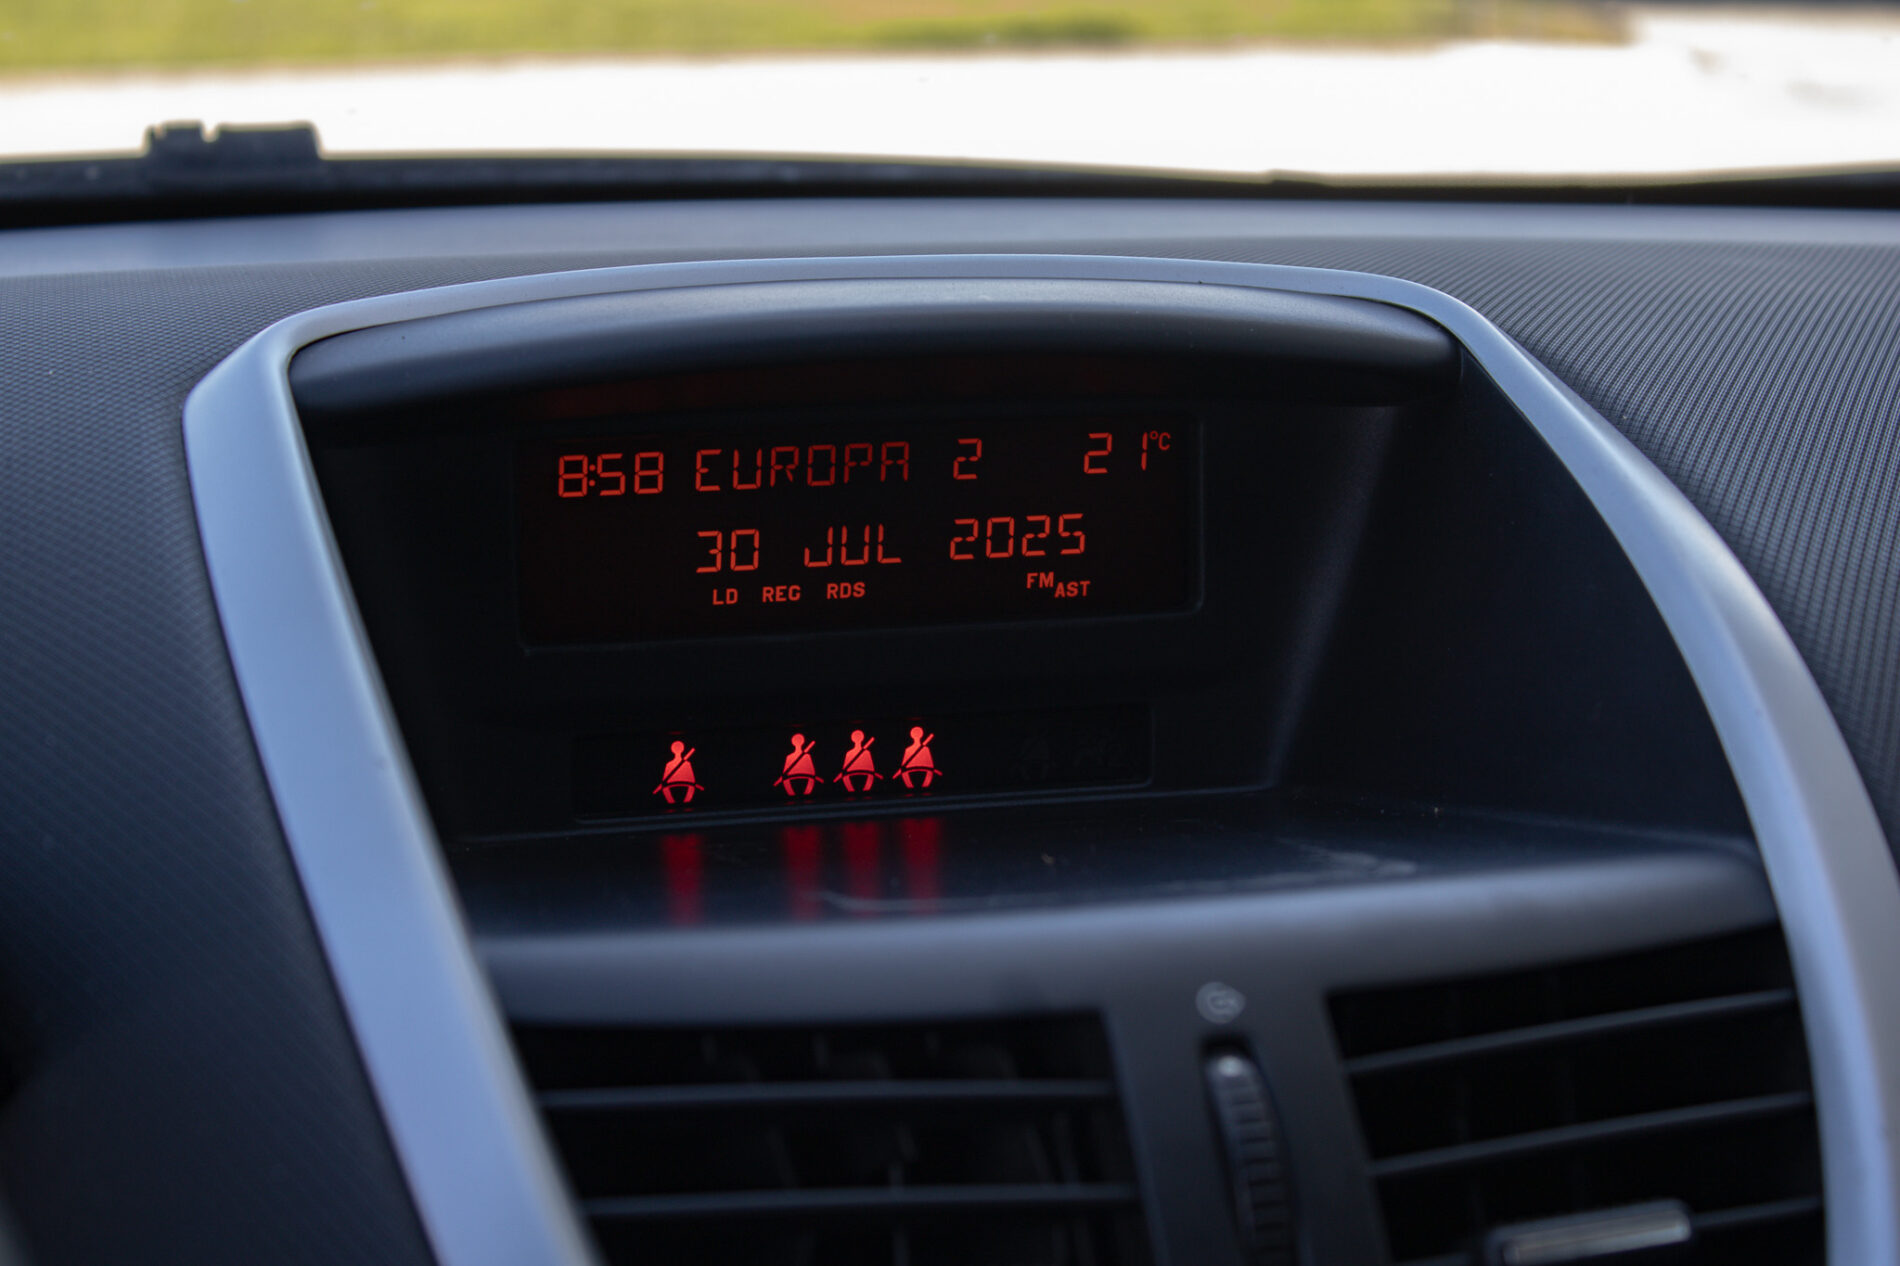 8:58 EUROPA 2 21°C
30 JUL 2025
LD REG RDS FM AST